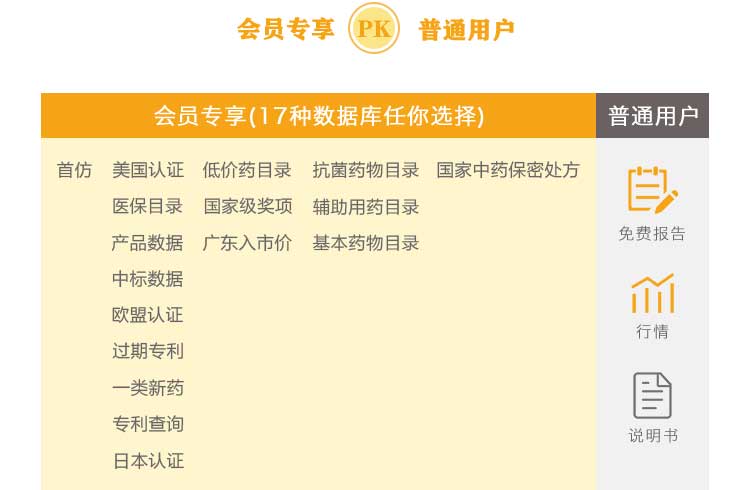 会员专享 PK 普通用户
会员专享(17种数据库任你选择) 普通用户
首仿 美国认证 低价药目录 抗菌药物目录 国家中药保密处方
医保目录 国家级奖项 辅助用药目录
免费报告
产品数据 广东入市价 基本药物目录
中标数据
欧盟认证
行情
过期专利
一类新药
专利查询
说明书
日本认证